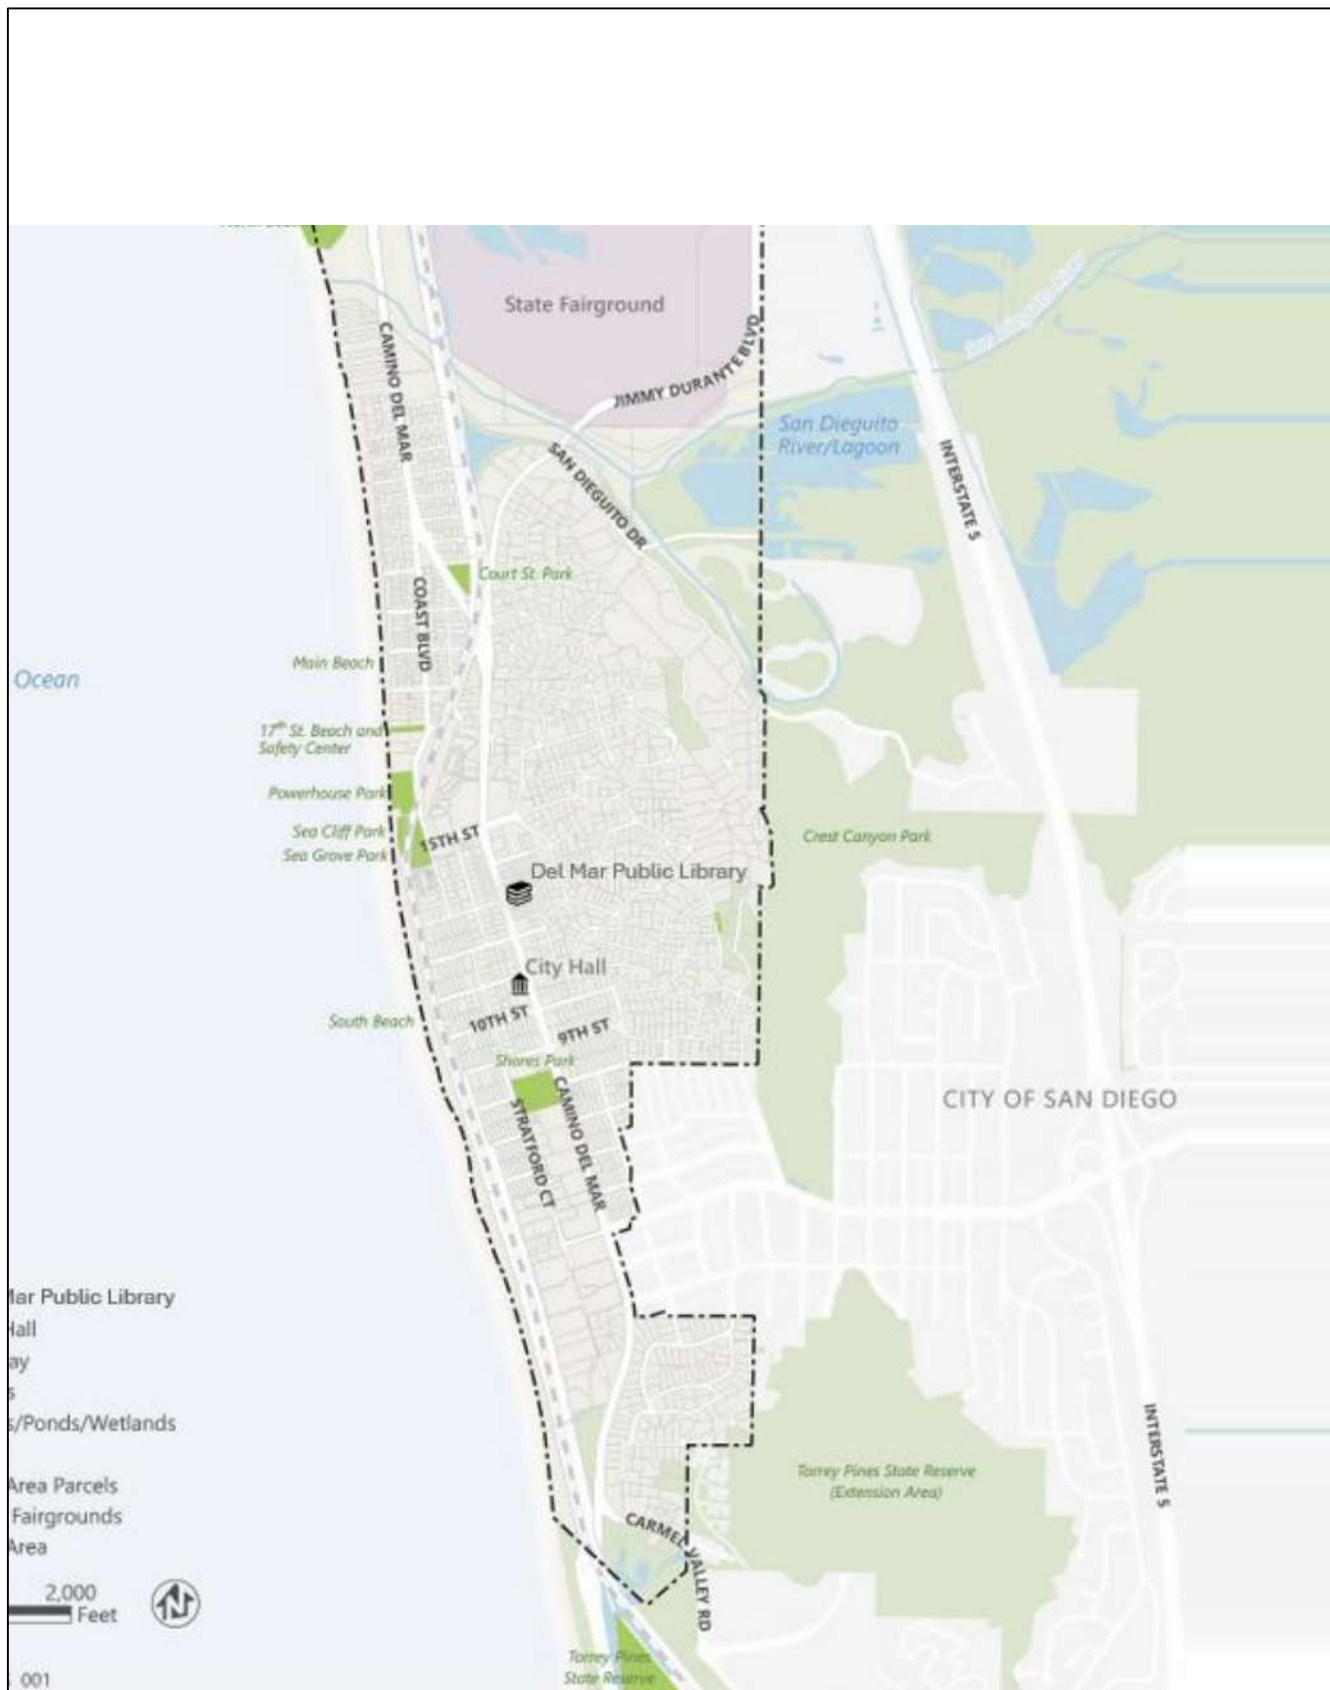 State Fairground
CAMINO DEL MAR
JIMMY DURANTE BLVD
San Dieguito
River/Lagoon
SAN DIEGUITO DR
INTERSTATE 5
Court St. Park
COAST BLVD
Main Beach
Ocean
17th St. Beach and
Safety Center
Powerhouse Park
Sea Cliff Park
Sea Grove Park
15TH ST
Crest Canyon Park
Del Mar Public Library
City Hall
South Beach
10TH ST
9TH ST
Shores Park
CITY OF SAN DIEGO
STRATFORD CT
CAMINO DEL MAR
Mar Public Library
Hall
ay
s
s/Ponds/Wetlands
Area Parcels
Fairgrounds
Area
INTERSTATE 5
Torrey Pines State Reserve
(Extension Area)
CARMEL VALLEY RD
2,000
Feet
Torrey Pines
State Reserve
001